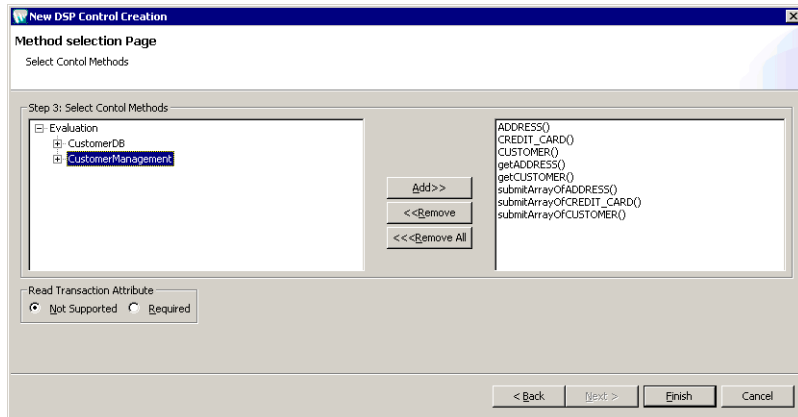 New DSP Control Creation
Method selection Page
Select Contol Methods
Step 3: Select Contol Methods
Evaluation
CustomerDB
CustomerManagement
Add>>
<<Remove
<<<Remove All
ADDRESS()
CREDIT_CARD()
CUSTOMER()
getADDRESS()
getCUSTOMER()
submitArrayOfADDRESS()
submitArrayOfCREDIT_CARD()
submitArrayOfCUSTOMER()
Read Transaction Attribute
Not Supported Required
< Back Next > Finish Cancel